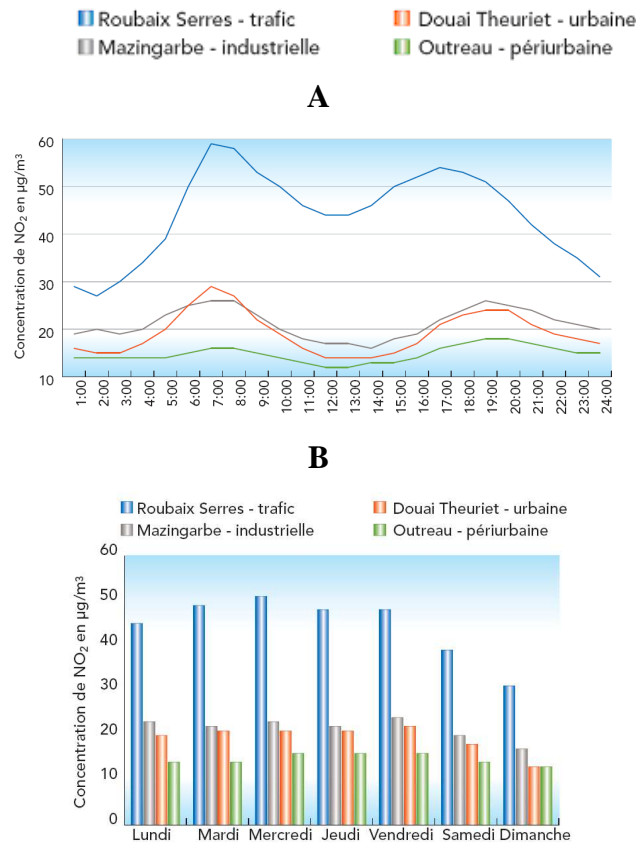 Roubaix Serres - trafic Douai Theuriet - urbaine
Mazingarbe - industrielle Outreau - périurbaine
A
Concentration de NO2 en µg/m³
60
50
40
30
20
10
1:00 2:00 3:00 4:00 5:00 6:00 7:00 8:00 9:00 10:00 11:00 12:00 13:00 14:00 15:00 16:00 17:00 18:00 19:00 20:00 21:00 22:00 23:00 24:00
B
Roubaix Serres - trafic Douai Theuriet - urbaine
Mazingarbe - industrielle Outreau - périurbaine
Concentration de NO2 en µg/m³
60
50
40
30
20
10
0
Lundi Mardi Mercredi Jeudi Vendredi Samedi Dimanche